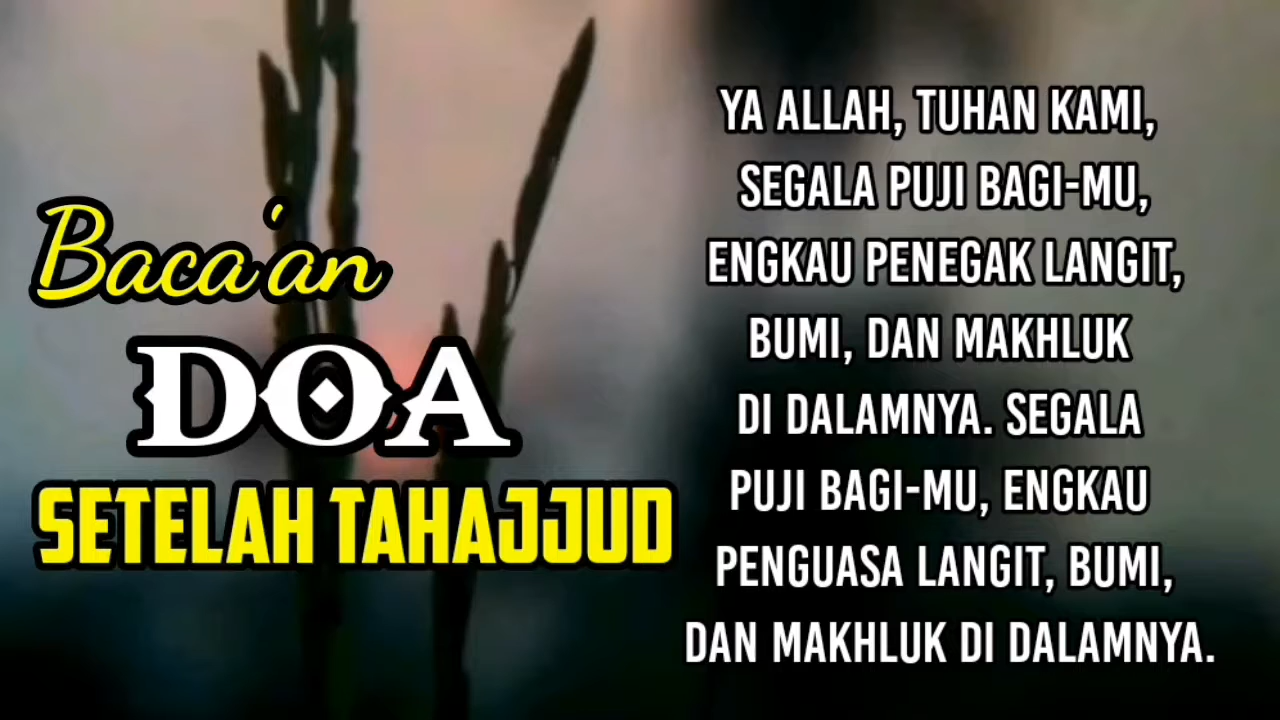 Baca'an
DOA
SETELAH TAHAJJUD
YA ALLAH, TUHAN KAMI,
SEGALA PUJI BAGI-MU,
ENGKAU PENEGAK LANGIT,
BUMI, DAN MAKHLUK
DI DALAMNYA. SEGALA
PUJI BAGI-MU, ENGKAU
PENGUASA LANGIT, BUMI,
DAN MAKHLUK DI DALAMNYA.